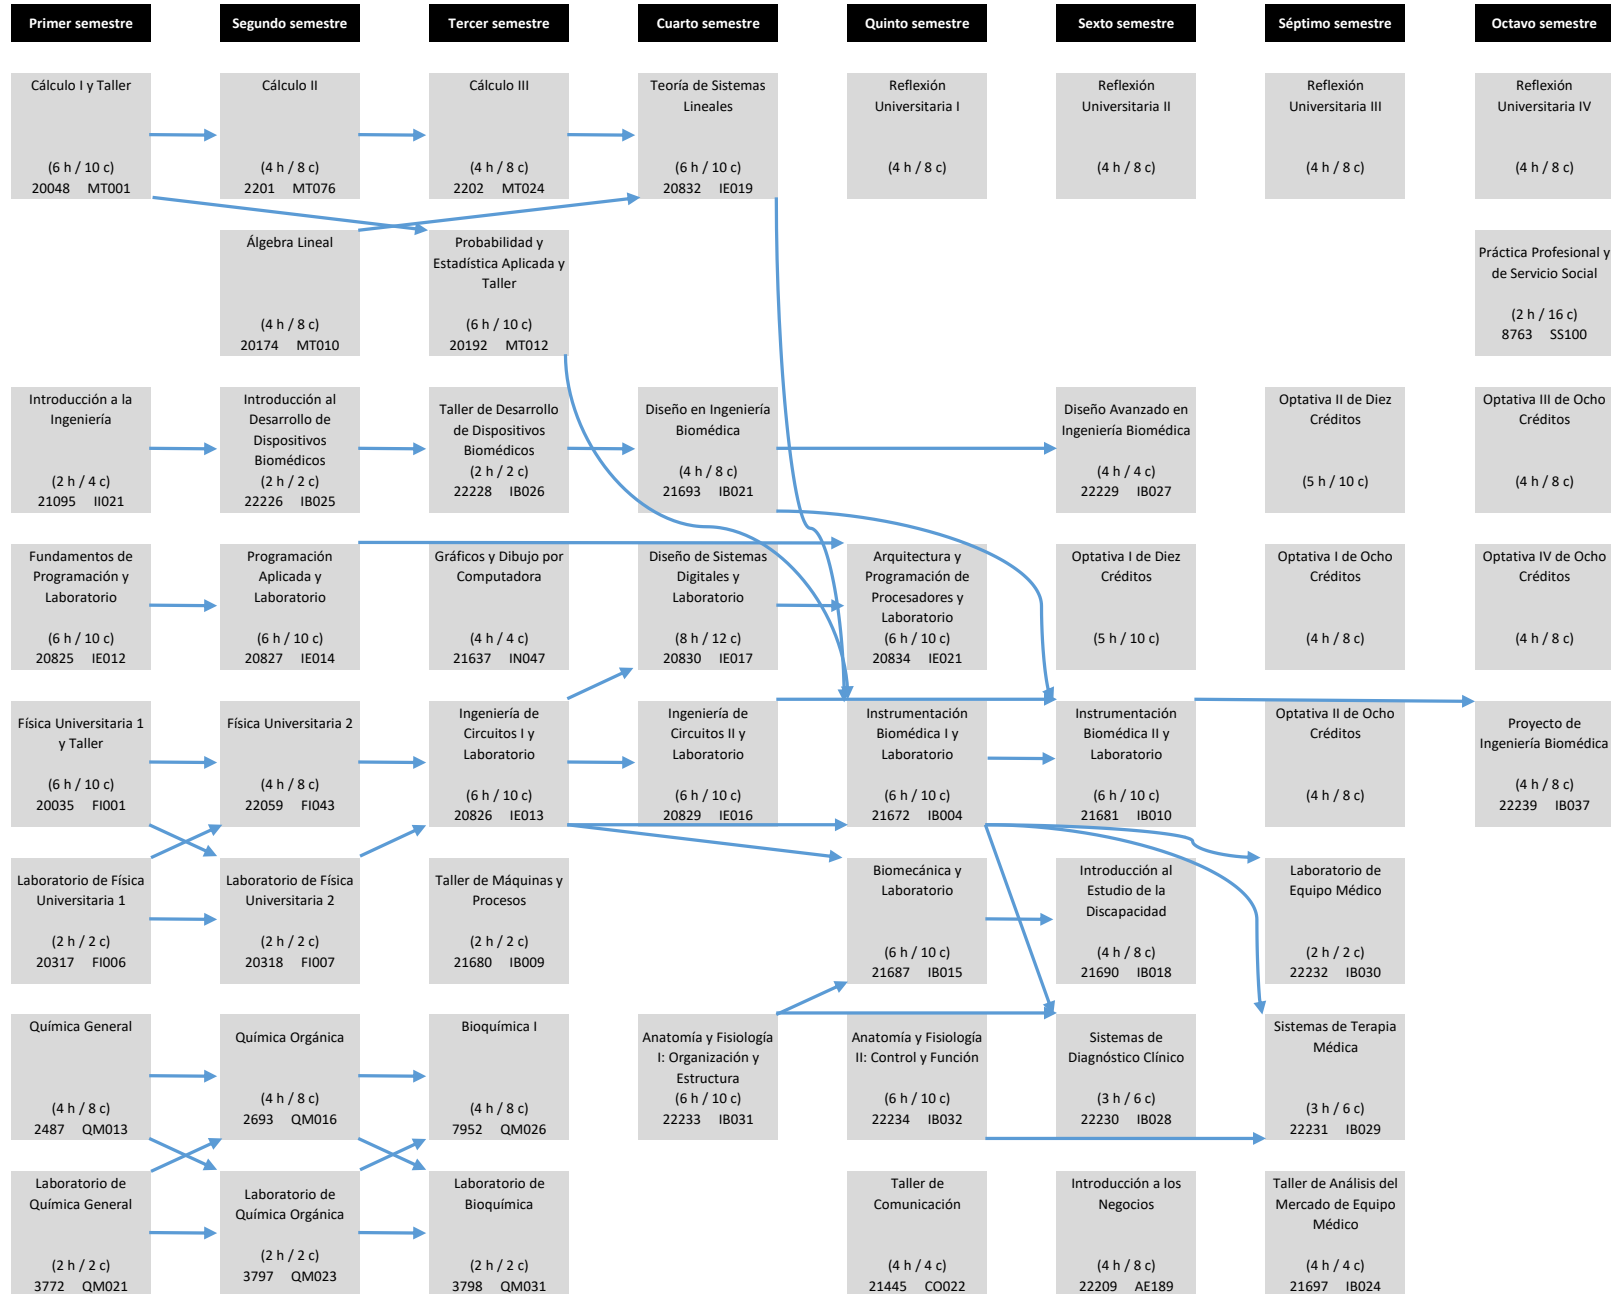 Primer semestre
Segundo semestre
Tercer semestre
Cuarto semestre
Quinto semestre
Sexto semestre
Séptimo semestre
Octavo semestre
Cálculo I y Taller
(6 h / 10 c)
20048 MT001
Cálculo II
(4 h / 8 c)
2201 MT076
Cálculo III
(4 h / 8 c)
2202 MT024
Teoría de Sistemas
Lineales
(6 h / 10 c)
20832 IE019
Reflexión
Universitaria I
(4 h / 8 c)
Reflexión
Universitaria II
(4 h / 8 c)
Reflexión
Universitaria III
(4 h / 8 c)
Reflexión
Universitaria IV
(4 h / 8 c)
Álgebra Lineal
(4 h / 8 c)
20174 MT010
Probabilidad y
Estadística Aplicada y
Taller
(6 h / 10 c)
20192 MT012
Práctica Profesional y
de Servicio Social
(2 h / 16 c)
8763 SS100
Introducción a la
Ingeniería
(2 h / 4 c)
21095 II021
Introducción al
Desarrollo de
Dispositivos
Biomédicos
(2 h / 2 c)
22226 IB025
Taller de Desarrollo
de Dispositivos
Biomédicos
(2 h / 2 c)
22228 IB026
Diseño en Ingeniería
Biomédica
(4 h / 8 c)
21693 IB021
Diseño Avanzado en
Ingeniería Biomédica
(4 h / 4 c)
22229 IB027
Optativa II de Diez
Créditos
(5 h / 10 c)
Optativa III de Ocho
Créditos
(4 h / 8 c)
Fundamentos de
Programación y
Laboratorio
(6 h / 10 c)
20825 IE012
Programación
Aplicada y
Laboratorio
(6 h / 10 c)
20827 IE014
Gráficos y Dibujo por
Computadora
(4 h / 4 c)
21637 IN047
Diseño de Sistemas
Digitales y
Laboratorio
(8 h / 12 c)
20830 IE017
Arquitectura y
Programación de
Procesadores y
Laboratorio
(6 h / 10 c)
20834 IE021
Optativa I de Diez
Créditos
(5 h / 10 c)
Optativa I de Ocho
Créditos
(4 h / 8 c)
Optativa IV de Ocho
Créditos
(4 h / 8 c)
Física Universitaria 1
y Taller
(6 h / 10 c)
20035 FI001
Física Universitaria 2
(4 h / 8 c)
22059 FI043
Ingeniería de
Circuitos I y
Laboratorio
(6 h / 10 c)
20826 IE013
Ingeniería de
Circuitos II y
Laboratorio
(6 h / 10 c)
20829 IE016
Instrumentación
Biomédica I y
Laboratorio
(6 h / 10 c)
21672 IB004
Instrumentación
Biomédica II y
Laboratorio
(6 h / 10 c)
21681 IB010
Optativa II de Ocho
Créditos
(4 h / 8 c)
Proyecto de
Ingeniería Biomédica
(4 h / 8 c)
22239 IB037
Laboratorio de Física
Universitaria 1
(2 h / 2 c)
20317 FI006
Laboratorio de Física
Universitaria 2
(2 h / 2 c)
20318 FI007
Taller de Máquinas y
Procesos
(2 h / 2 c)
21680 IB009
Biomecánica y
Laboratorio
(6 h / 10 c)
21687 IB015
Introducción al
Estudio de la
Discapacidad
(4 h / 8 c)
21690 IB018
Laboratorio de
Equipo Médico
(2 h / 2 c)
22232 IB030
Química General
(4 h / 8 c)
2487 QM013
Química Orgánica
(4 h / 8 c)
2693 QM016
Bioquímica I
(4 h / 8 c)
7952 QM026
Anatomía y Fisiología
I: Organización y
Estructura
(6 h / 10 c)
22233 IB031
Anatomía y Fisiología
II: Control y Función
(6 h / 10 c)
22234 IB032
Sistemas de
Diagnóstico Clínico
(3 h / 6 c)
22230 IB028
Sistemas de Terapia
Médica
(3 h / 6 c)
22231 IB029
Laboratorio de
Química General
(2 h / 2 c)
3772 QM021
Laboratorio de
Química Orgánica
(2 h / 2 c)
3797 QM023
Laboratorio de
Bioquímica
(2 h / 2 c)
3798 QM031
Taller de
Comunicación
(4 h / 4 c)
21445 CO022
Introducción a los
Negocios
(4 h / 8 c)
22209 AE189
Taller de Análisis del
Mercado de Equipo
Médico
(4 h / 4 c)
21697 IB024